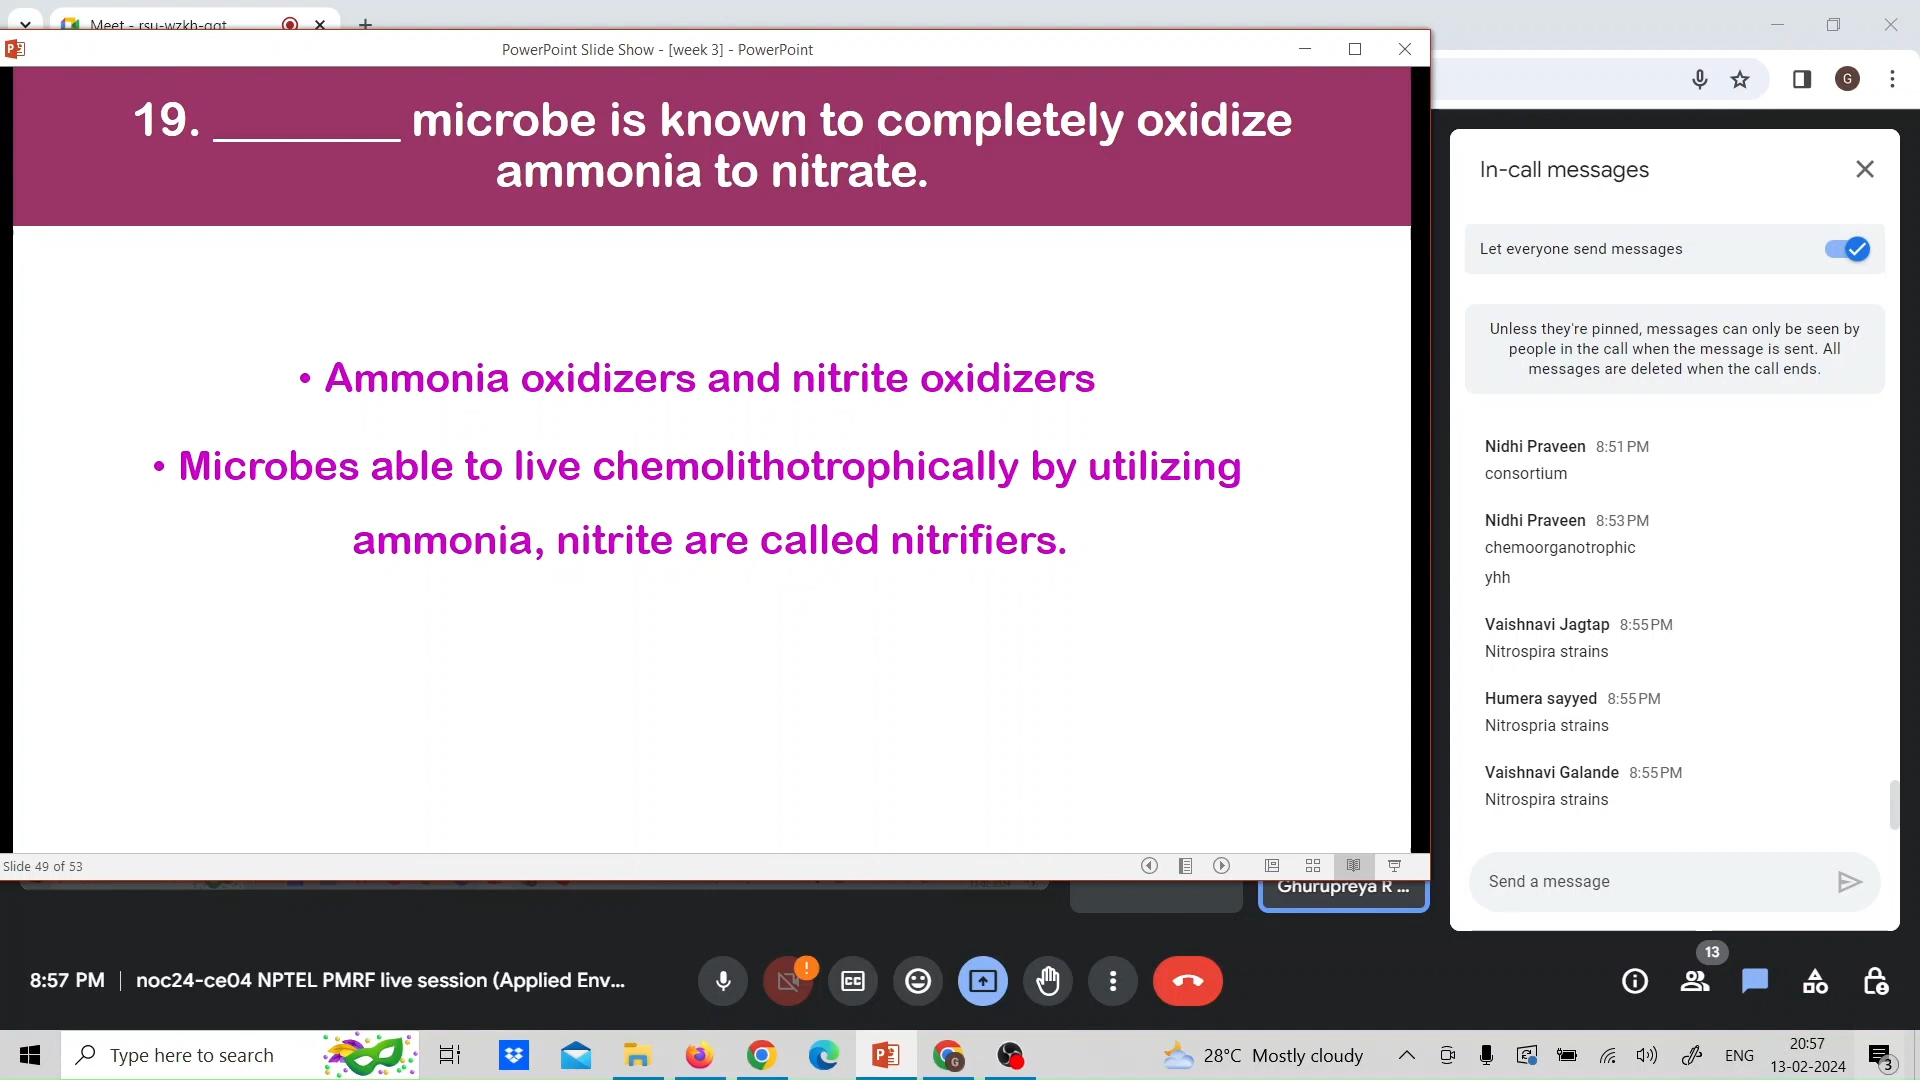 Meet - rsu-wzkh-gqt
PowerPoint Slide Show - [week 3] - PowerPoint
G
19. ________ microbe is known to completely oxidize
ammonia to nitrate.
• Ammonia oxidizers and nitrite oxidizers
• Microbes able to live chemolithotrophically by utilizing
ammonia, nitrite are called nitrifiers.
Slide 49 of 53
In-call messages
Let everyone send messages
Unless they're pinned, messages can only be seen by
people in the call when the message is sent. All
messages are deleted when the call ends.
Nidhi Praveen 8:51 PM
consortium
Nidhi Praveen 8:53 PM
chemoorganotrophic
yhh
Vaishnavi Jagtap 8:55 PM
Nitrospira strains
Humera sayyed 8:55 PM
Nitrospria strains
Vaishnavi Galande 8:55 PM
Nitrospira strains
Send a message
Ghurupreya R ...
13
8:57 PM | noc24-ce04 NPTEL PMRF live session (Applied Env...
Type here to search
28°C Mostly cloudy
ENG
20:57
13-02-2024
3